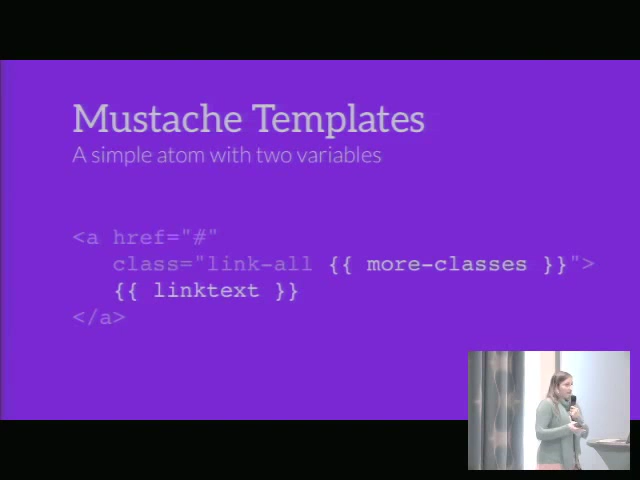 Mustache Templates
A simple atom with two variables
<a href="#"
class="link-all {{ more-classes }}">
{{ linktext }}
</a>